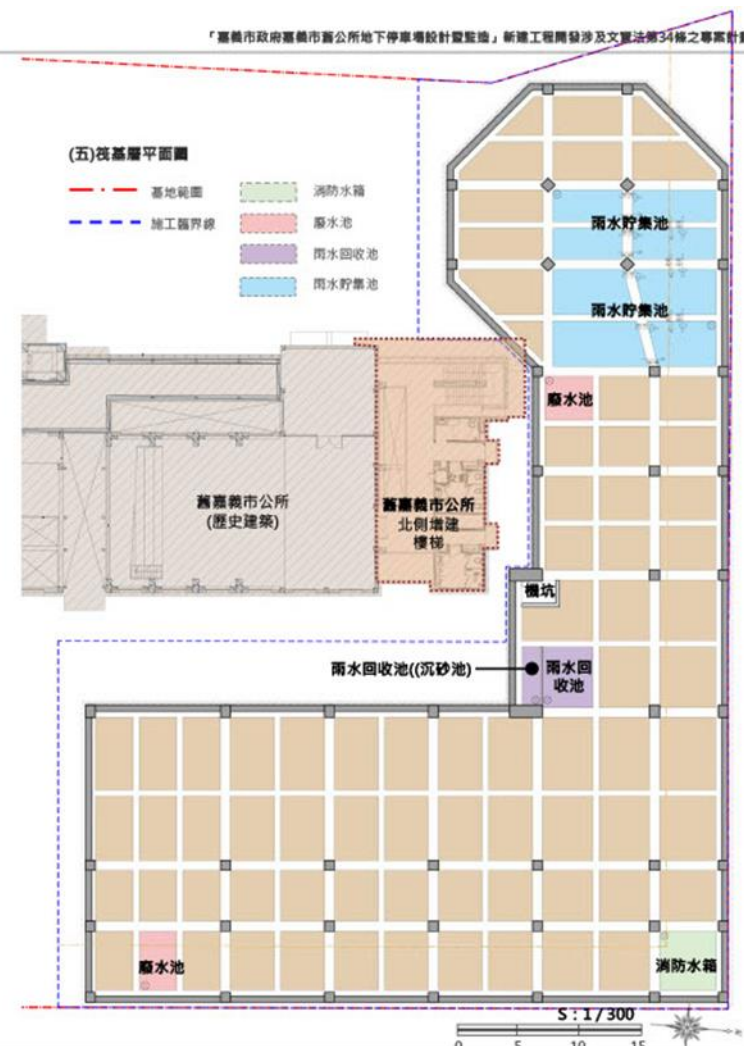 「嘉義市政府嘉義市舊公所地下停車場設計暨監造」新建工程開發涉及文資法第34條之專案計
(五)筏基層平面圖
基地範圍
施工臨界線
消防水箱
廢水池
雨水回收池
雨水貯集池
雨水貯集池
雨水貯集池
廢水池
舊嘉義市公所
(歷史建築)
舊嘉義市公所
北側增建
樓梯
機坑
雨水回收池((沉砂池)
雨水回
收池
廢水池
消防水箱
S : 1 / 300
0 5 10 15